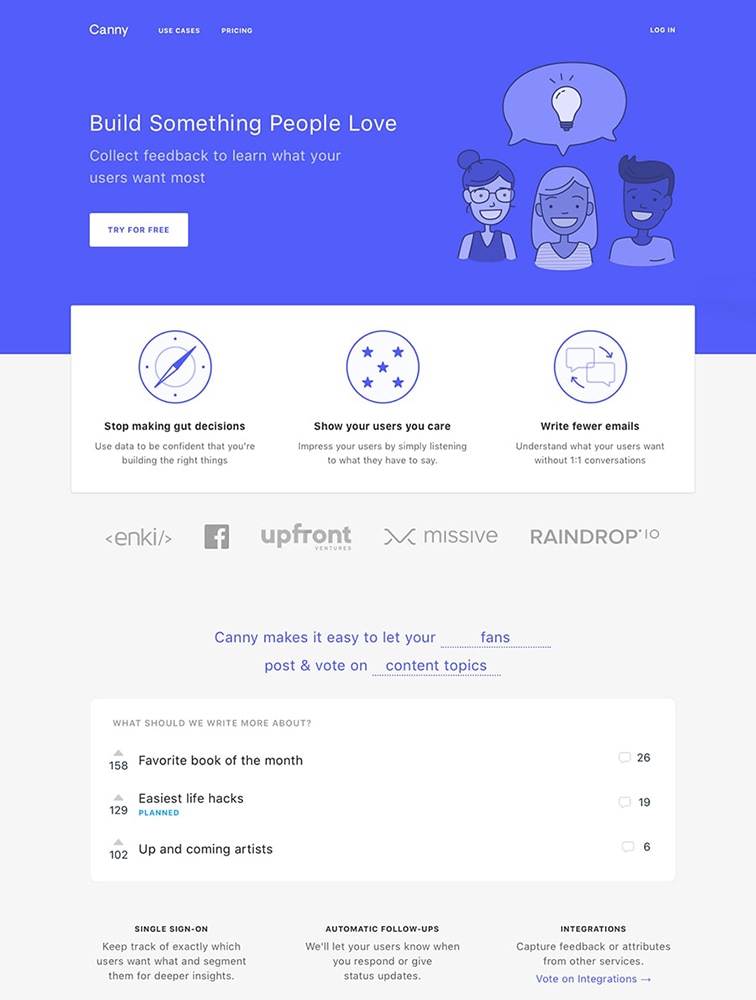 Canny USE CASES PRICING LOG IN
Build Something People Love
Collect feedback to learn what your
users want most
TRY FOR FREE
Stop making gut decisions
Use data to be confident that you're
building the right things
Show your users you care
Impress your users by simply listening
to what they have to say.
Write fewer emails
Understand what your users want
without 1:1 conversations
<enki/>
upfront
VENTURES
missive
RAINDROP.IO
Canny makes it easy to let your fans
post & vote on content topics
WHAT SHOULD WE WRITE MORE ABOUT?
158 Favorite book of the month 26
129 Easiest life hacks 19
PLANNED
102 Up and coming artists 6
SINGLE SIGN-ON
Keep track of exactly which
users want what and segment
them for deeper insights.
AUTOMATIC FOLLOW-UPS
We'll let your users know when
you respond or give
status updates.
INTEGRATIONS
Capture feedback or attributes
from other services.
Vote on Integrations →